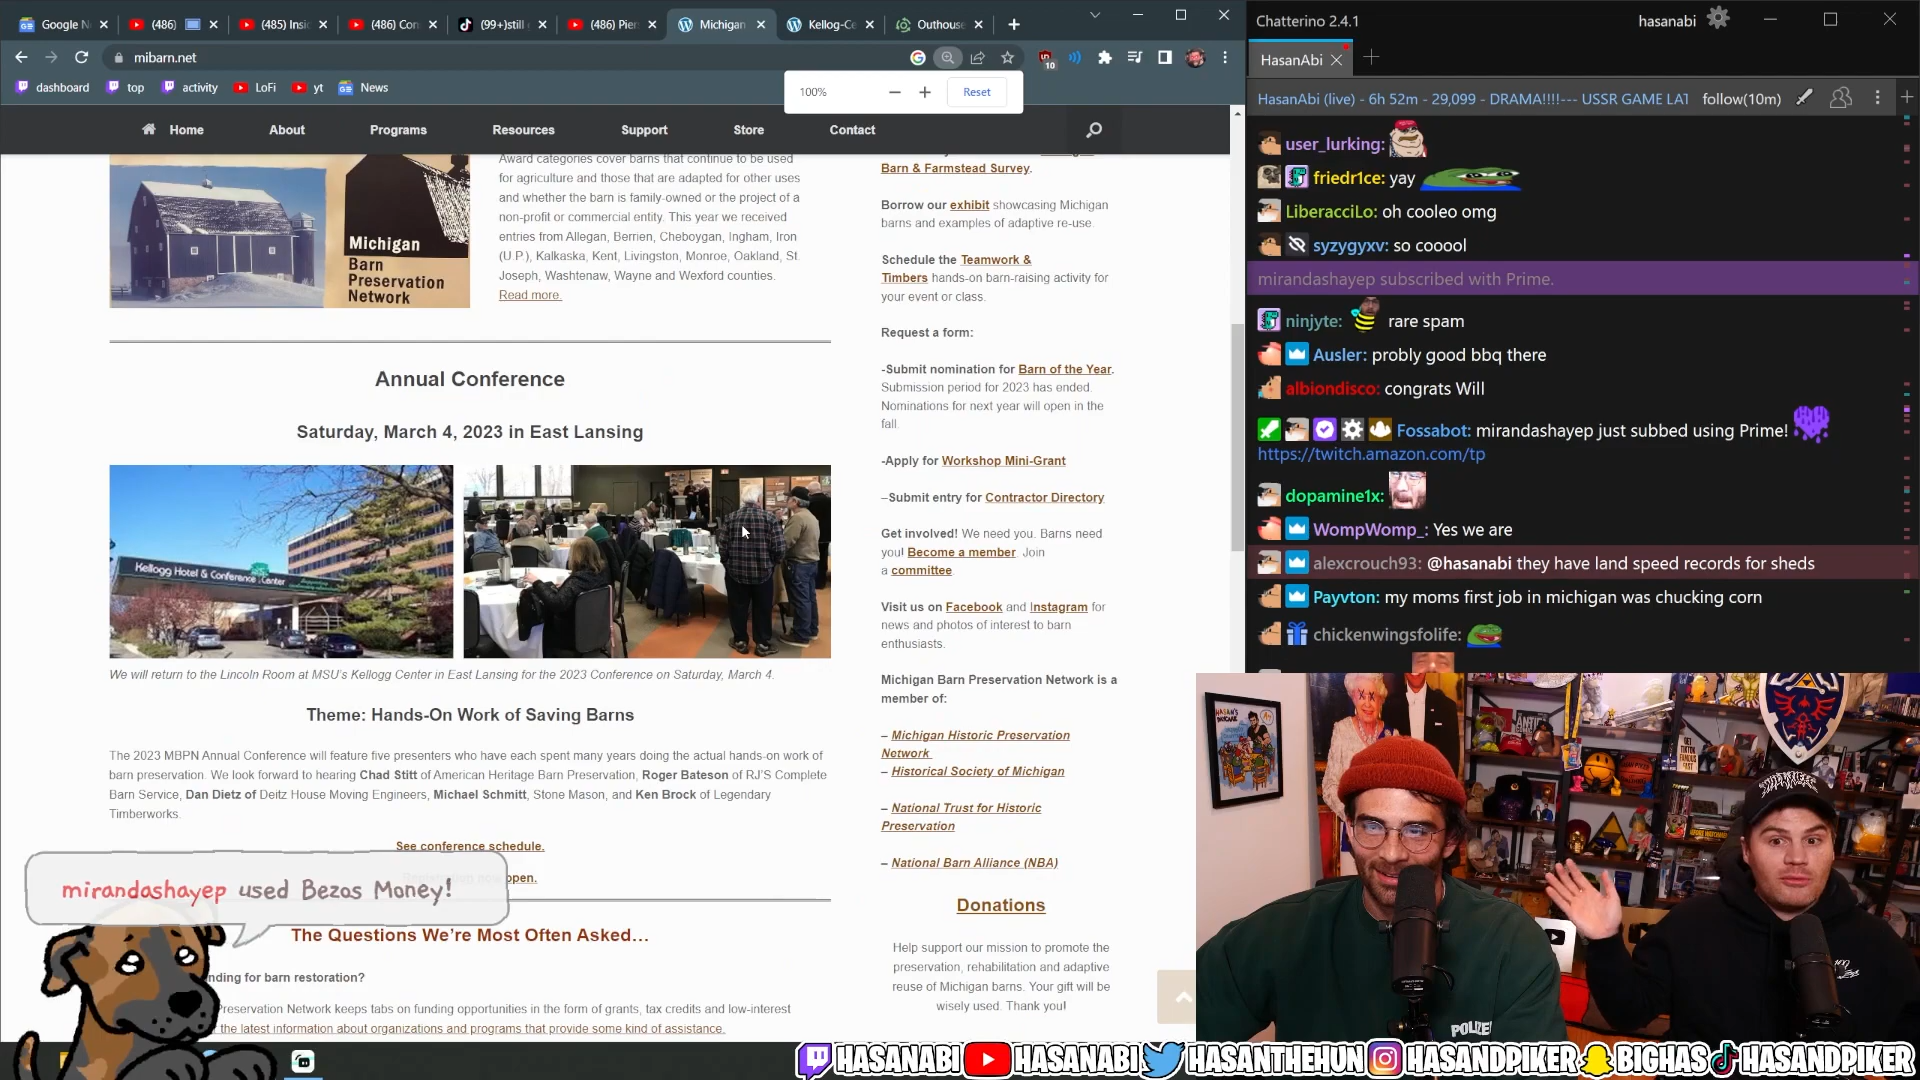 Google N
(486)
(485) Insi
(486) Con
(99+)still
(486) Pier
Michigan
Kellog-Ce
Outhouse
mibarn.net
10
dashboard
top
activity
LoFi
yt
News
100%
Reset
Home
About
Programs
Resources
Support
Store
Contact
Michigan
Barn
Preservation
Network
Award categories cover barns that continue to be used
for agriculture and those that are adapted for other uses
and whether the barn is family-owned or the project of a
non-profit or commercial entity. This year we received
entries from Allegan, Berrien, Cheboygan, Ingham, Iron
(U.P.), Kalkaska, Kent, Livingston, Monroe, Oakland, St.
Joseph, Washtenaw, Wayne and Wexford counties.
Read more.
Annual Conference
Saturday, March 4, 2023 in East Lansing
Kellogg Hotel & Conference Center
We will return to the Lincoln Room at MSU's Kellogg Center in East Lansing for the 2023 Conference on Saturday, March 4.
Theme: Hands-On Work of Saving Barns
The 2023 MBPN Annual Conference will feature five presenters who have each spent many years doing the actual hands-on work of
barn preservation. We look forward to hearing Chad Stitt of American Heritage Barn Preservation, Roger Bateson of RJ'S Complete
Barn Service, Dan Dietz of Deitz House Moving Engineers, Michael Schmitt, Stone Mason, and Ken Brock of Legendary
Timberworks.
See conference schedule.
Registration now open.
mirandashayep used Bezos Money!
The Questions We're Most Often Asked…
nding for barn restoration?
Preservation Network keeps tabs on funding opportunities in the form of grants, tax credits and low-interest
the latest information about organizations and programs that provide some kind of assistance.
Barn & Farmstead Survey.
Borrow our exhibit showcasing Michigan
barns and examples of adaptive re-use.
Schedule the Teamwork &
Timbers hands-on barn-raising activity for
your event or class.
Request a form:
-Submit nomination for Barn of the Year.
Submission period for 2023 has ended.
Nominations for next year will open in the
fall.
-Apply for Workshop Mini-Grant
–Submit entry for Contractor Directory
Get involved! We need you. Barns need
you! Become a member. Join
a committee.
Visit us on Facebook and Instagram for
news and photos of interest to barn
enthusiasts.
Michigan Barn Preservation Network is a
member of:
– Michigan Historic Preservation
Network
– Historical Society of Michigan
– National Trust for Historic
Preservation
– National Barn Alliance (NBA)
Donations
Help support our mission to promote the
preservation, rehabilitation and adaptive
reuse of Michigan barns. Your gift will be
wisely used. Thank you!
Chatterino 2.4.1
hasanabi
HasanAbi
HasanAbi (live) - 6h 52m - 29,099 - DRAMA!!!!--- USSR GAME LAT
follow(10m)
user_lurking:
friedr1ce: yay
LiberacciLo: oh cooleo omg
syzygyxv: so cooool
mirandashayep subscribed with Prime.
ninjyte: rare spam
Ausler: probly good bbq there
albiondisco: congrats Will
Fossabot: mirandashayep just subbed using Prime!
https://twitch.amazon.com/tp
dopamine1x:
WompWomp_: Yes we are
alexcrouch93: @hasanabi they have land speed records for sheds
Payvton: my moms first job in michigan was chucking corn
chickenwingsfolife:
POLIZEI
HASANABI
HASANABI
HASANTHEHUN
HASANDPIKER
BIGHAS
HASANDPIKER